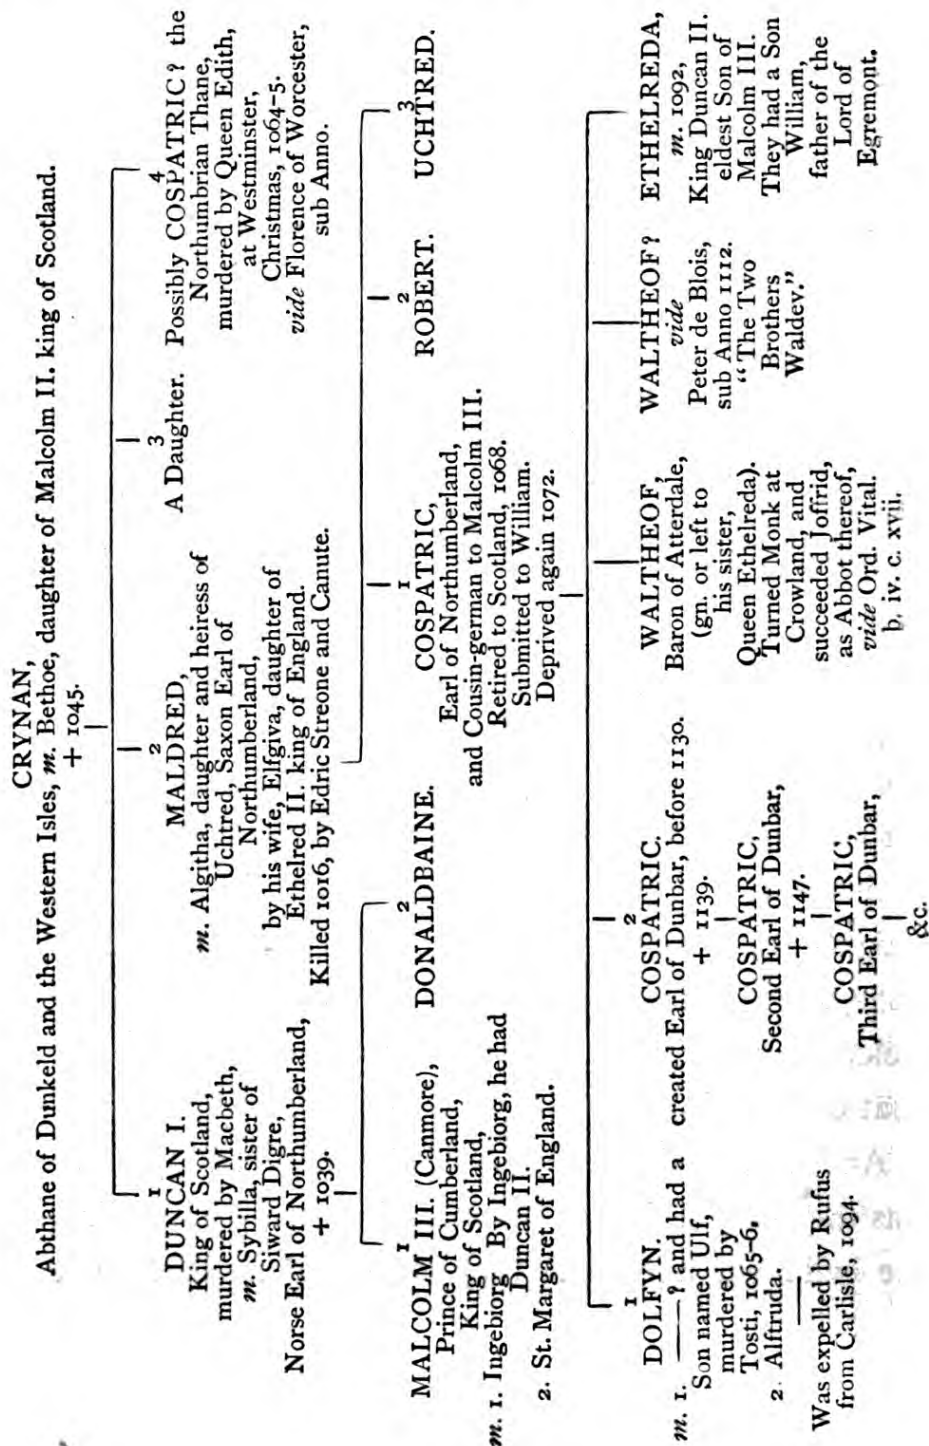 CRYNAN,
+ 1045.
Abthane of Dunkeld and the Western Isles, m. Bethoe, daughter of Malcolm II. king of Scotland.
1
DUNCAN I.
King of Scotland,
murdered by Macbeth,
m. Sybilla, sister of
Siward Digre,
Norse Earl of Northumberland,
+ 1039.
2
MALDRED,
m. Algitha, daughter and heiress of
Uchtred, Saxon Earl of
Northumberland,
by his wife, Elfgiva, daughter of
Ethelred II. king of England.
Killed 1016, by Edric Streone and Canute.
3
A Daughter.
4
Possibly COSPATRIC? the
Northumbrian Thane,
murdered by Queen Edith,
at Westminster,
Christmas, 1064-5.
vide Florence of Worcester,
sub Anno.
1
MALCOLM III. (Canmore),
Prince of Cumberland,
King of Scotland,
m. 1. Ingebiorg By Ingebiorg, he had
Duncan II.
2. St. Margaret of England.
2
DONALDBAINE.
1
COSPATRIC,
Earl of Northumberland,
and Cousin-german to Malcolm III.
Retired to Scotland, 1068.
Submitted to William.
Deprived again 1072.
2
ROBERT.
3
UCHTRED.
1
DOLFYN.
m. 1. ——? and had a
Son named Ulf,
murdered by
Tosti, 1065-6.
2. Alftruda.
Was expelled by Rufus
from Carlisle, 1094.
2
COSPATRIC.
created Earl of Dunbar, before 1130.
+ 1139.
COSPATRIC,
Second Earl of Dunbar,
+ 1147.
COSPATRIC,
Third Earl of Dunbar,
&c.
WALTHEOF,
Baron of Atterdale,
(gn. or left to
his sister,
Queen Ethelreda).
Turned Monk at
Crowland, and
succeeded Joffrid,
as Abbot thereof,
vide Ord. Vital.
b. iv. c. xvii.
WALTHEOF?
vide
Peter de Blois,
sub Anno 1112.
"The Two
Brothers
Waldev."
ETHELREDA,
m. 1092,
King Duncan II.
eldest Son of
Malcolm III.
They had a Son
William,
father of the
Lord of
Egremont.